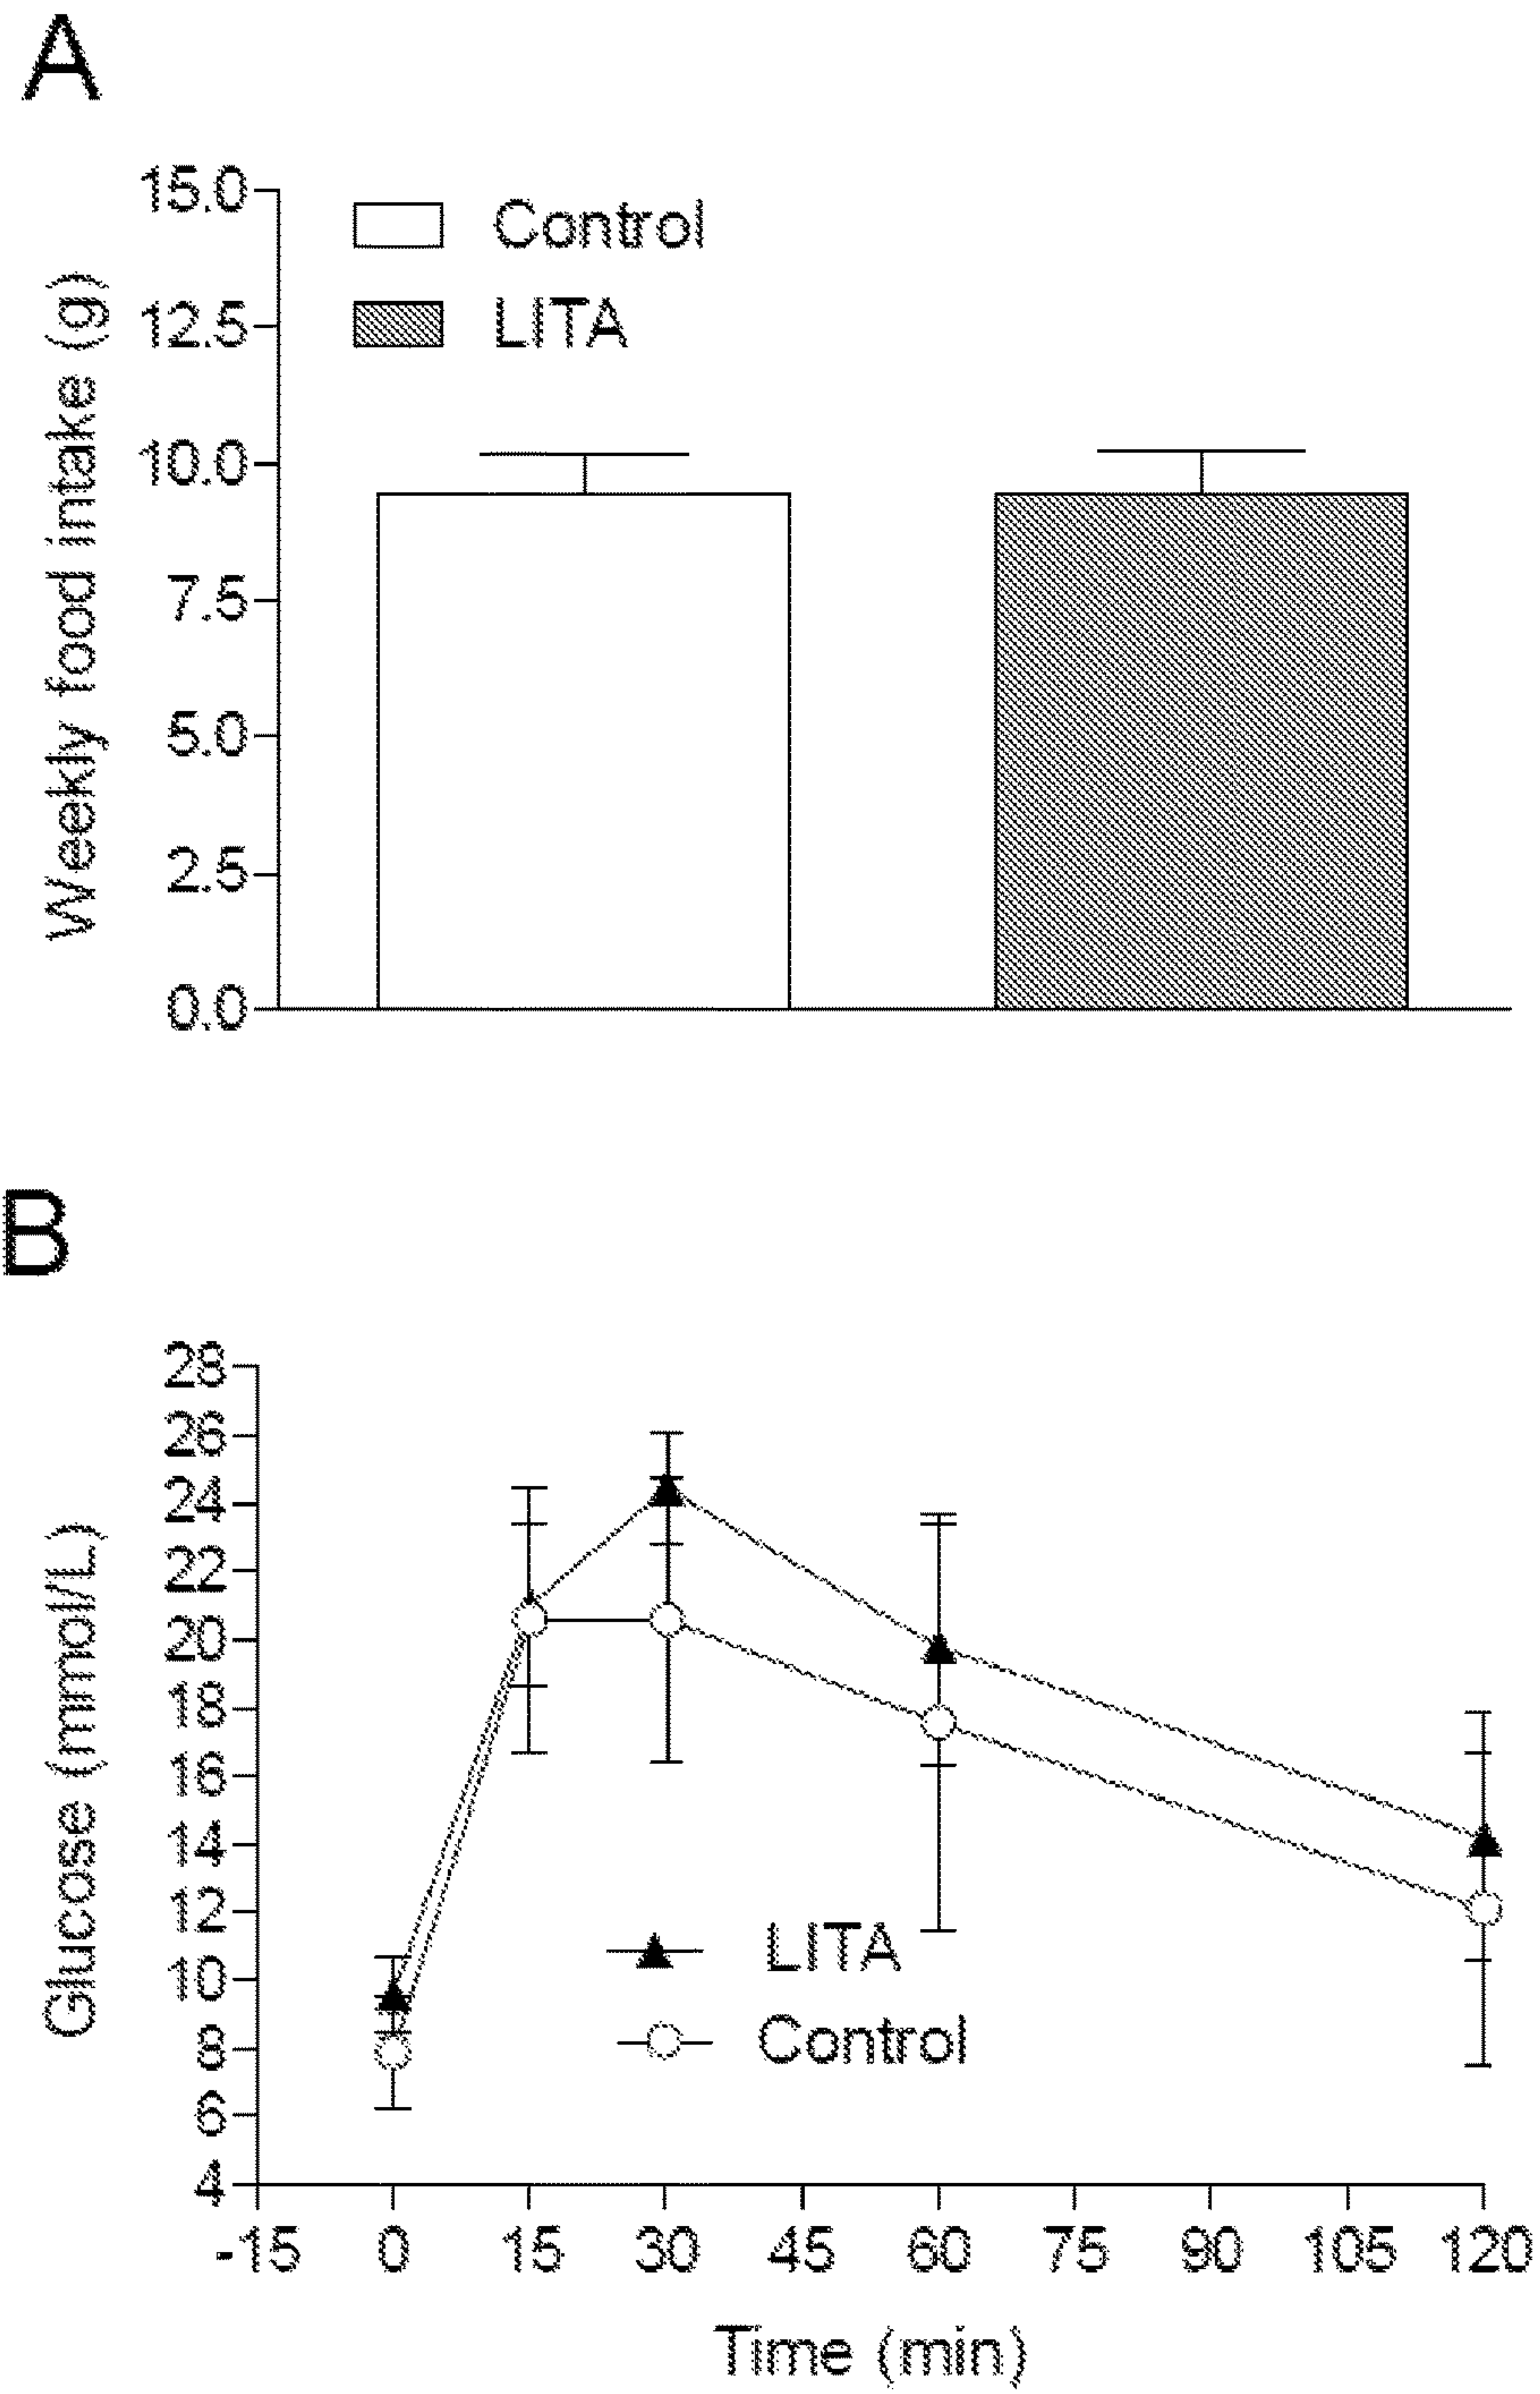 A
15.0
12.5
10.0
7.5
5.0
2.5
0.0
Weekly food intake (g)
Control
LITA
B
28
26
24
22
20
18
16
14
12
10
8
6
4
Glucose (mmol/L)
LITA
Control
-15 0 15 30 45 60 75 90 105 120
Time (min)